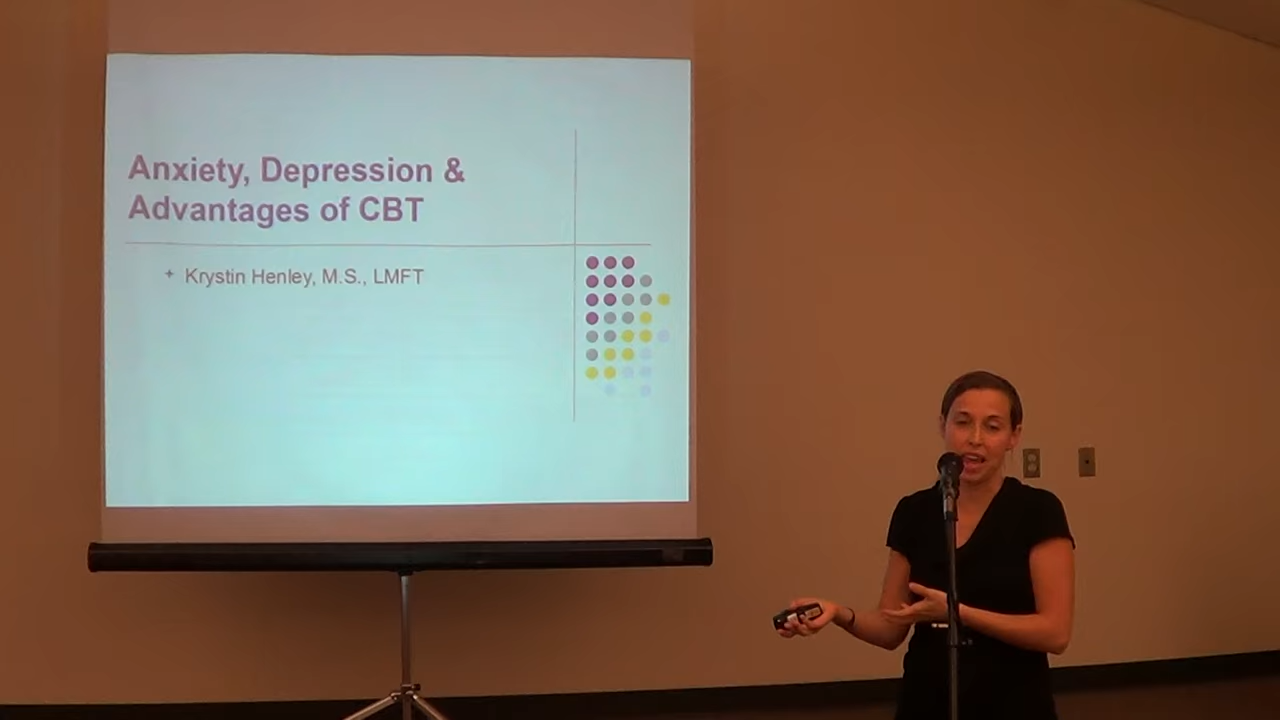 Anxiety, Depression &
Advantages of CBT
+ Krystin Henley, M.S., LMFT